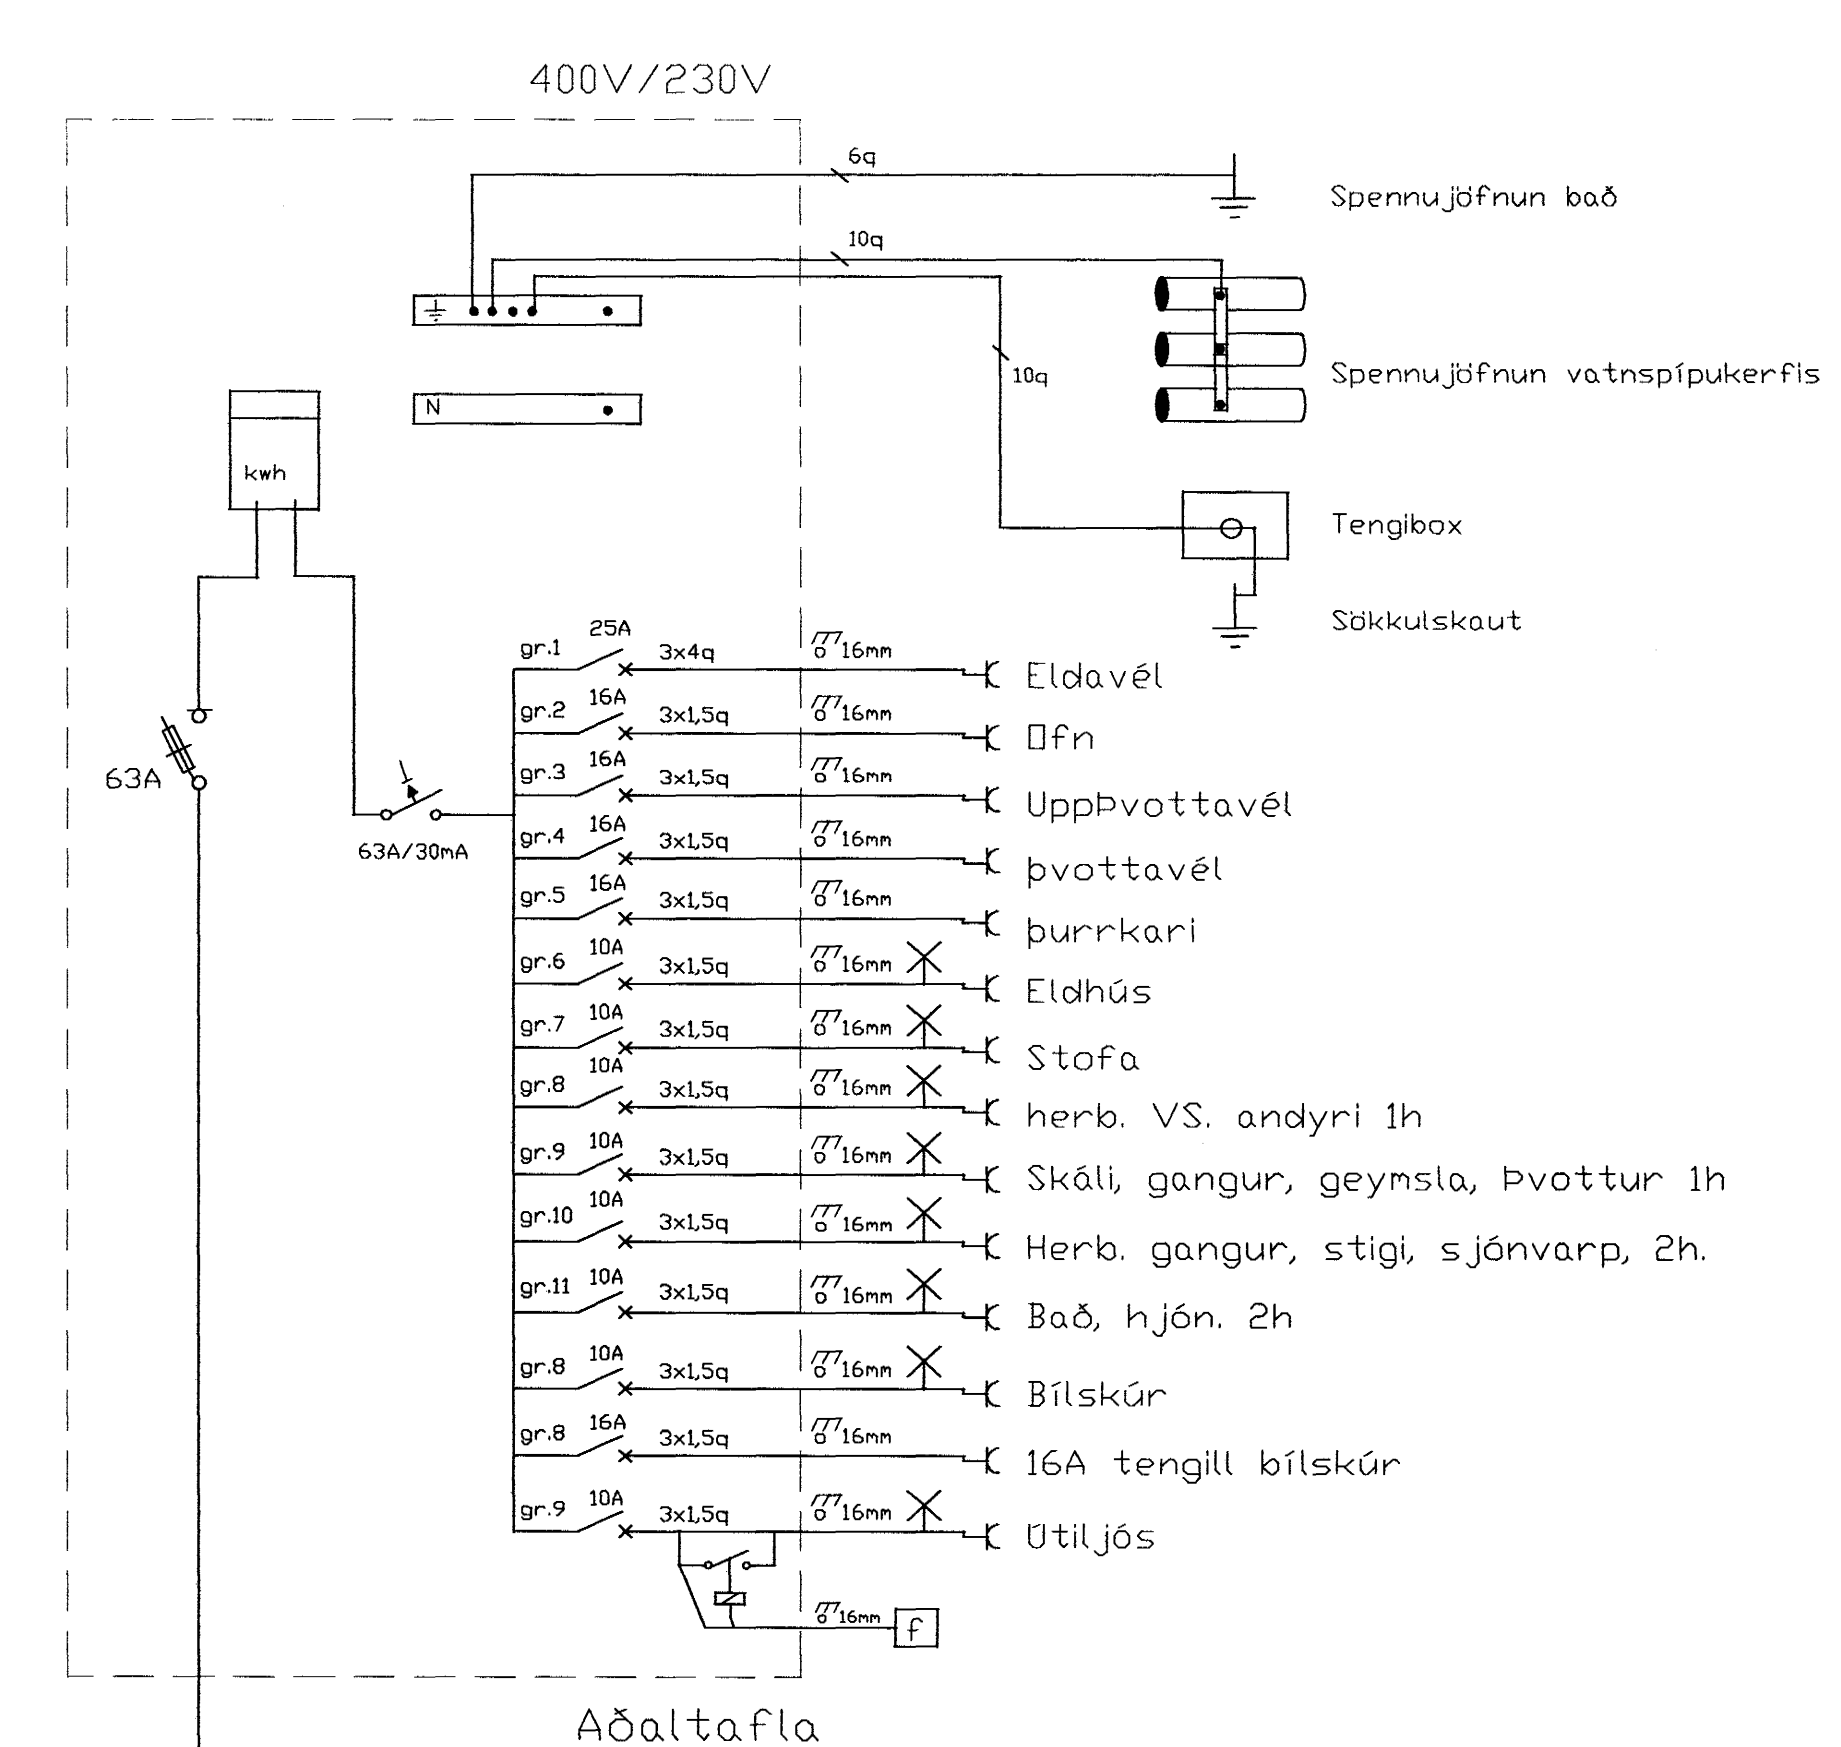 400V/230V
6q
Spennujöfnun bað
10q
10q
Spennujöfnun vatnspípukerfis
N
kwh
Tengibox
Sökkulskaut
63A
63A/30mA
gr.1 25A 3x4q 16mm Eldavél
gr.2 16A 3x1,5q 16mm Ofn
gr.3 16A 3x1,5q 16mm UppÞvottavél
gr.4 16A 3x1,5q 16mm þvottavél
gr.5 16A 3x1,5q 16mm þurrkari
gr.6 10A 3x1,5q 16mm Eldhús
gr.7 10A 3x1,5q 16mm Stofa
gr.8 10A 3x1,5q 16mm herb. VS. andyri 1h
gr.9 10A 3x1,5q 16mm Skáli, gangur, geymsla, Þvottur 1h
gr.10 10A 3x1,5q 16mm Herb. gangur, stigi, sjónvarp, 2h.
gr.11 10A 3x1,5q 16mm Bað, hjón. 2h
gr.8 10A 3x1,5q 16mm Bílskúr
gr.8 16A 3x1,5q 16mm 16A tengill bílskúr
gr.9 10A 3x1,5q 16mm Útiljós
16mm f
Aðaltafla